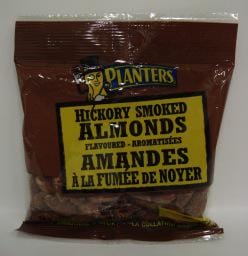 PLANTERS
HICKORY SMOKED
ALMONDS
FLAVOURED - AROMATISÉES
AMANDES
À LA FUMÉE DE NOYER